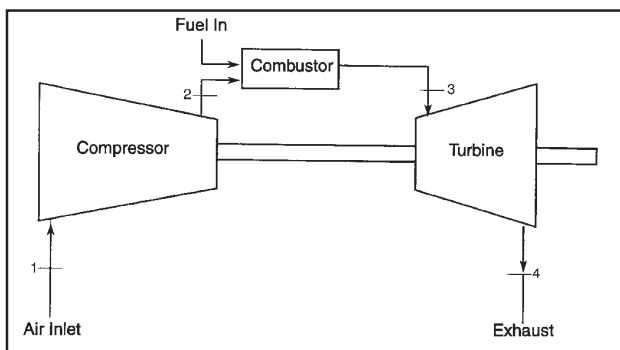 Fuel In
Combustor
2
3
Compressor
Turbine
1
4
Air Inlet
Exhaust